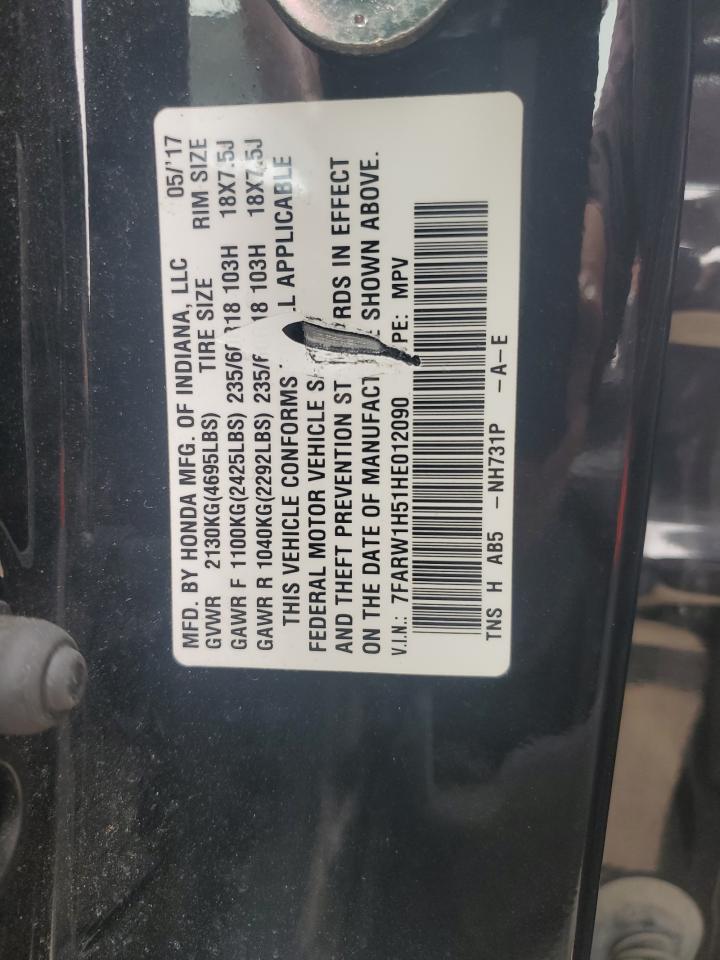 MFD. BY HONDA MFG. OF INDIANA, LLC 05/'17
GVWR 2130KG(4695LBS) TIRE SIZE RIM SIZE
GAWR F 1100KG(2425LBS) 235/60 R18 103H 18X7.5J
GAWR R 1040KG(2292LBS) 235/6 18 103H 18X7.5J
THIS VEHICLE CONFORMS APPLICABLE
FEDERAL MOTOR VEHICLE
AND THEFT PREVENTION ST RDS IN EFFECT
ON THE DATE OF MANUFACT SHOWN ABOVE.
V.I.N.: 7FARW1H51HE012090 PE: MPV
TNS H AB5 -NH731P -A-E